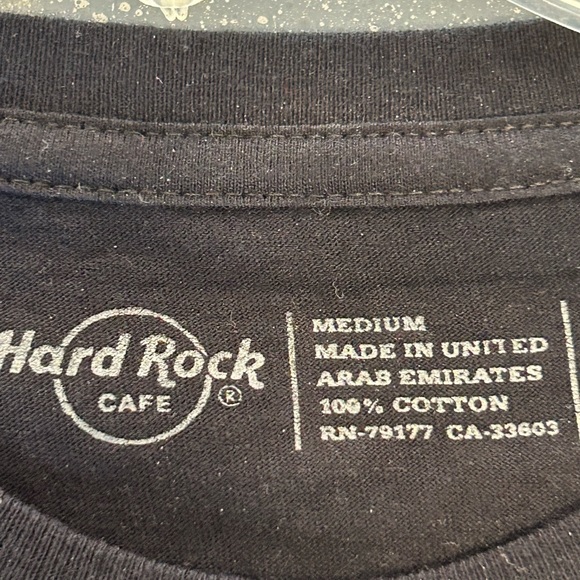 Hard Rock
CAFE
®
MEDIUM
MADE IN UNITED
ARAB EMIRATES
100% COTTON
RN-79177 CA-33603